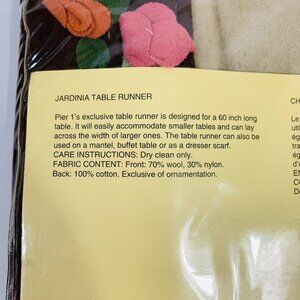 JARDINIA TABLE RUNNER
Pier 1's exclusive table runner is designed for a 60 inch long
table. It will easily accommodate smaller tables and can lay
across the width of larger ones. The table runner can also be
used on a mantel, buffet table or as a dresser scarf.
CARE INSTRUCTIONS: Dry clean only.
FABRIC CONTENT: Front: 70% wool, 30% nylon.
Back: 100% cotton. Exclusive of ornamentation.
CH
Le